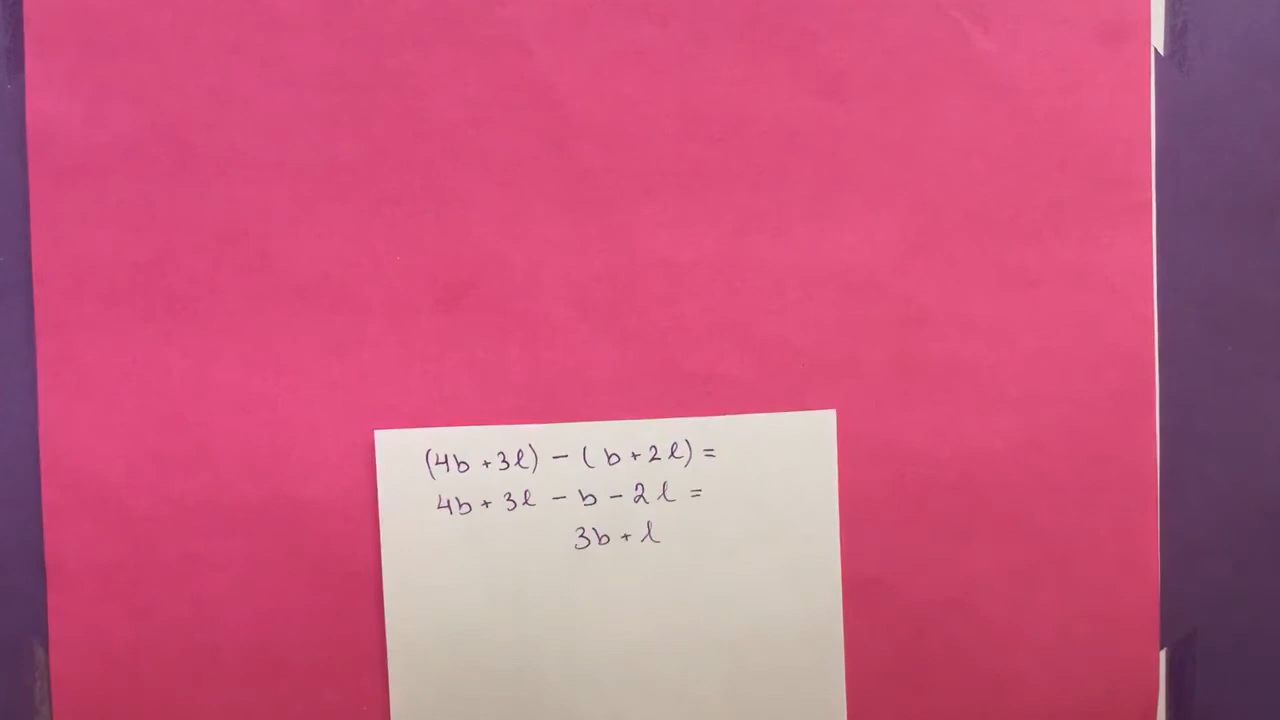 (4b + 3l) - (b + 2l) =
4b + 3l - b - 2l =
3b + l